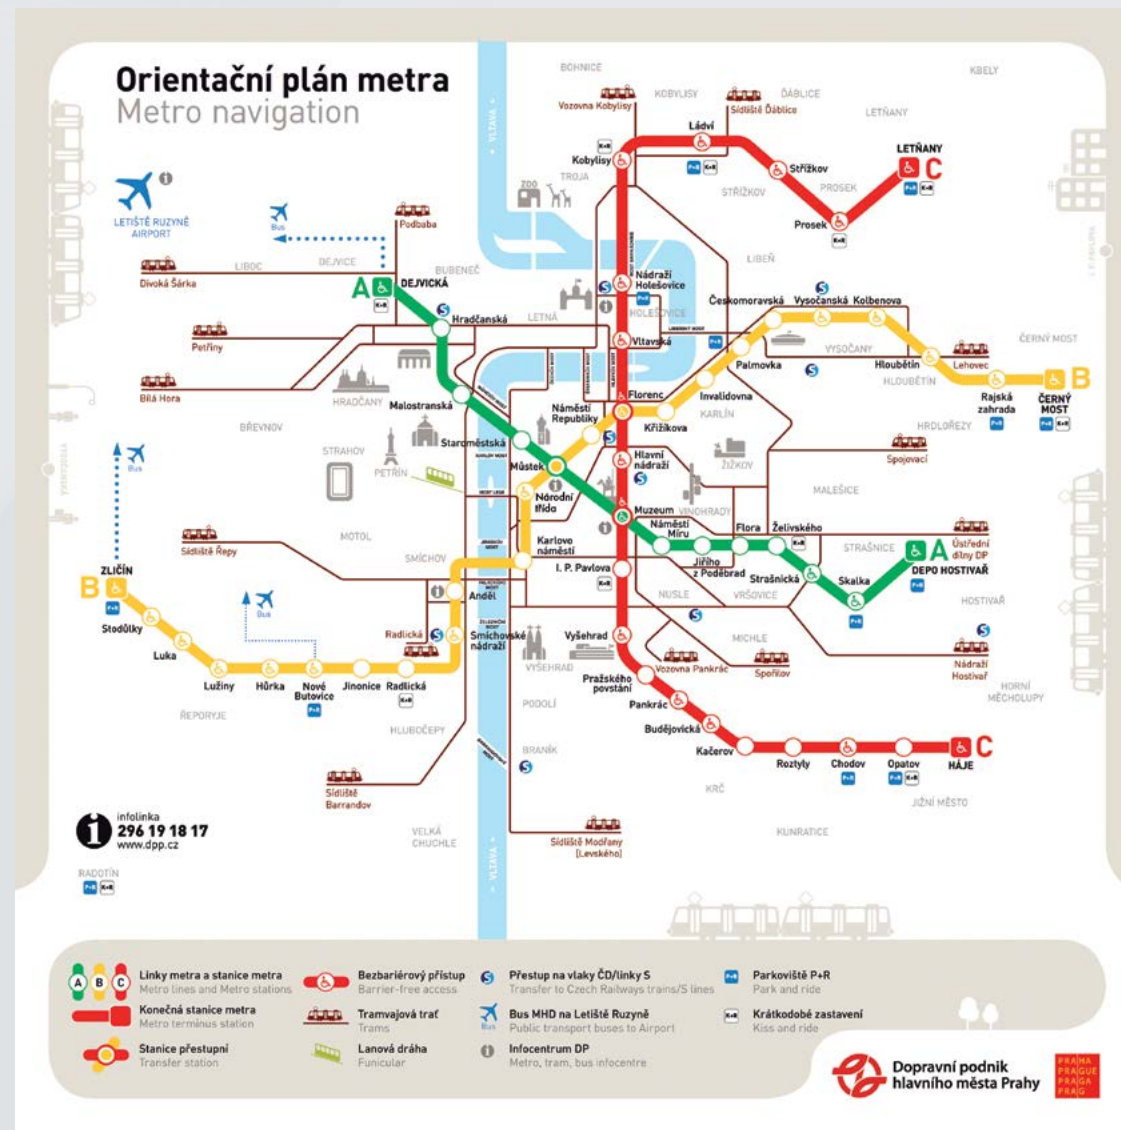 Orientační plán metra
Metro navigation
LETIŠTĚ RUZYNĚ
AIRPORT
Bus
Podbaba
DEJVICE
LIBOC
BUBENEČ
Divoká Šárka
A
DEJVICKÁ
K+R
Hradčanská
LETNÁ
Petřiny
Bílá Hora
HRADČANY
Malostranská
BŘEVNOV
STRAHOV
PETŘÍN
Staroměstská
Můstek
Náměstí
Republiky
Národní
třída
Karlovo
náměstí
MOTOL
SMÍCHOV
Sídliště Řepy
Bus
ZLIČÍN
B
P+R
Stodůlky
Luka
Lužiny
Hůrka
Nové
Butovice
P+R
Bus
Jinonice
Radlická
K+R
Radlická
Anděl
Smíchovské
nádraží
ŘEPORYJE
HLUBOČEPY
Sídliště
Barrandov
VELKÁ
CHUCHLE
VLTAVA
BOHNICE
KOBYLISY
ĎÁBLICE
KBELY
LETŇANY
Vozovna Kobylisy
Sídliště Ďáblice
Ládví
P+R K+R
K+R
Kobylisy
TROJA
ZOO
Střížkov
STŘÍŽKOV
PROSEK
LETŇANY
C
P+R K+R
Prosek
K+R
LIBEŇ
Nádraží
Holešovice
P+R
HOLEŠOVICE
Vltavská
LIBEŇSKÝ MOST
P+R
Českomoravská
Vysočanská
Kolbenova
VYSOČANY
Palmovka
Hloubětín
HLOUBĚTÍN
Lehovec
ČERNÝ MOST
B
Rajská
zahrada
P+R
ČERNÝ
MOST
P+R K+R
Invalidovna
Florenc
Křižíkova
KARLÍN
HRDLOŘEZY
Spojovací
Hlavní
nádraží
ŽIŽKOV
MALEŠICE
Muzeum
VINOHRADY
Náměstí
Míru
Jiřího
z Poděbrad
Flora
Želivského
K+R
STRAŠNICE
Ústřední
dílny DP
A
DEPO HOSTIVAŘ
P+R
Strašnická
Skalka
P+R
I. P. Pavlova
K+R
NUSLE
VRŠOVICE
HOSTIVAŘ
MICHLE
Vyšehrad
VYŠEHRAD
Vozovna Pankrác
Spořilov
Nádraží
Hostivař
HORNÍ
MĚCHOLUPY
Pražského
povstání
PODOLÍ
Pankrác
Budějovická
Kačerov
BRANÍK
Roztyly
Chodov
P+R
Opatov
P+R K+R
HÁJE
C
KRČ
JIŽNÍ MĚSTO
KUNRATICE
Sídliště Modřany
(Levského)
VLTAVA
infolinka
296 19 18 17
www.dpp.cz
RADOTÍN
P+R K+R
A B C
Linky metra a stanice metra
Metro lines and Metro stations
Konečná stanice metra
Metro terminus station
Stanice přestupní
Transfer station
Bezbariérový přístup
Barrier-free access
Tramvajová trať
Trams
Lanová dráha
Funicular
S
Přestup na vlaky ČD/linky S
Transfer to Czech Railways trains/S lines
Bus
Bus MHD na Letiště Ruzyně
Public transport buses to Airport
Infocentrum DP
Metro, tram, bus infocentre
P+R
Parkoviště P+R
Park and ride
K+R
Krátkodobé zastavení
Kiss and ride
Dopravní podnik
hlavního města Prahy
PRAHA
PRAGUE
PRAGA
PRAG